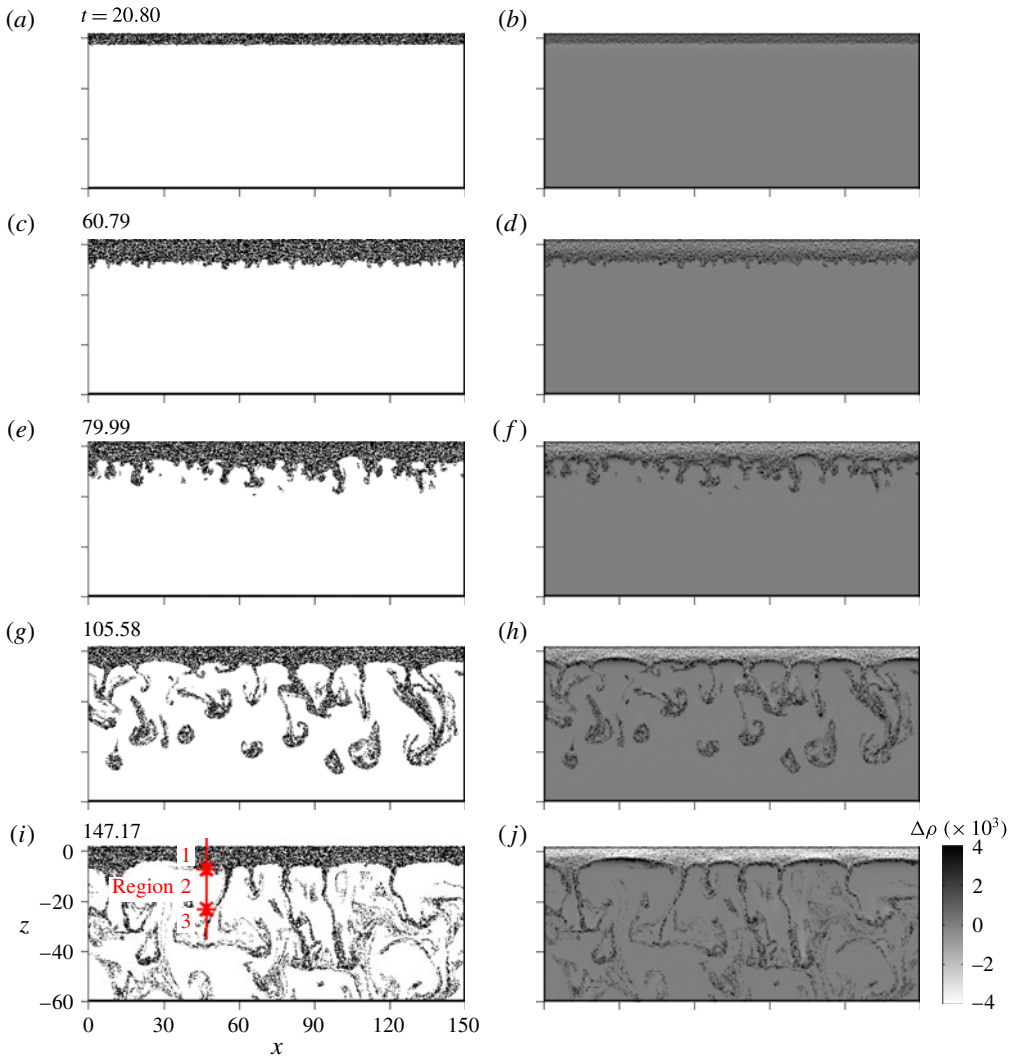 (a) t = 20.80 (b)
(c) 60.79 (d)
(e) 79.99 (f)
(g) 105.58 (h)
(i) 147.17 (j) Δρ (× 10³)
0 1 4
−10 Region 2 2
−20 3 0
z
−40 −2
−60 −4
0 30 60 90 120 150
x